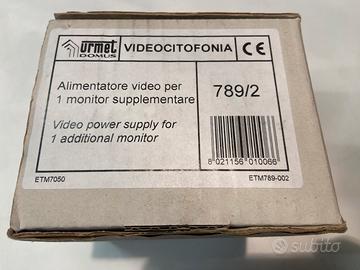 urmet
DOMUS
VIDEOCITOFONIA
CE
Alimentatore video per
1 monitor supplementare
789/2
Video power supply for
1 additional monitor
8 021156 010066
ETM7050
ETM789-002
subito